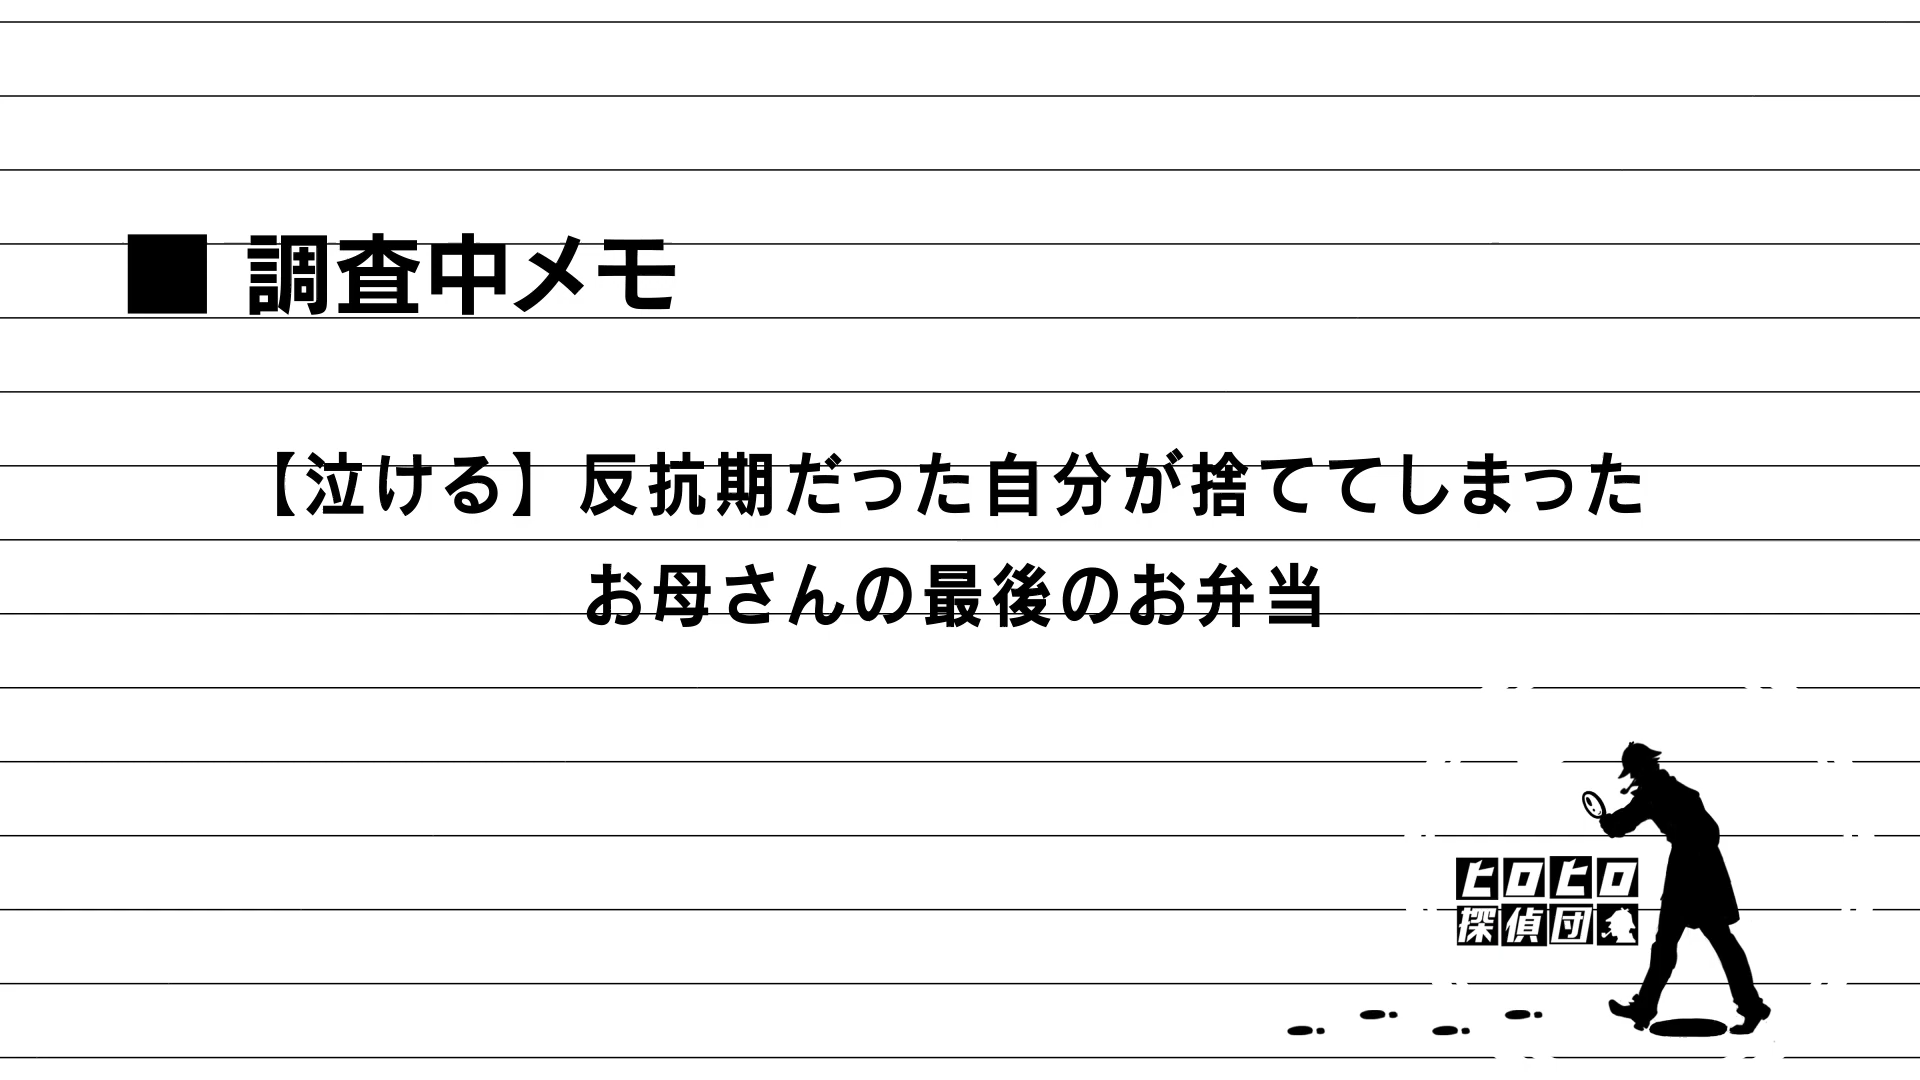 ■ 調査中メモ
【泣ける】反抗期だった自分が捨ててしまった
お母さんの最後のお弁当
ヒロヒロ
探偵団